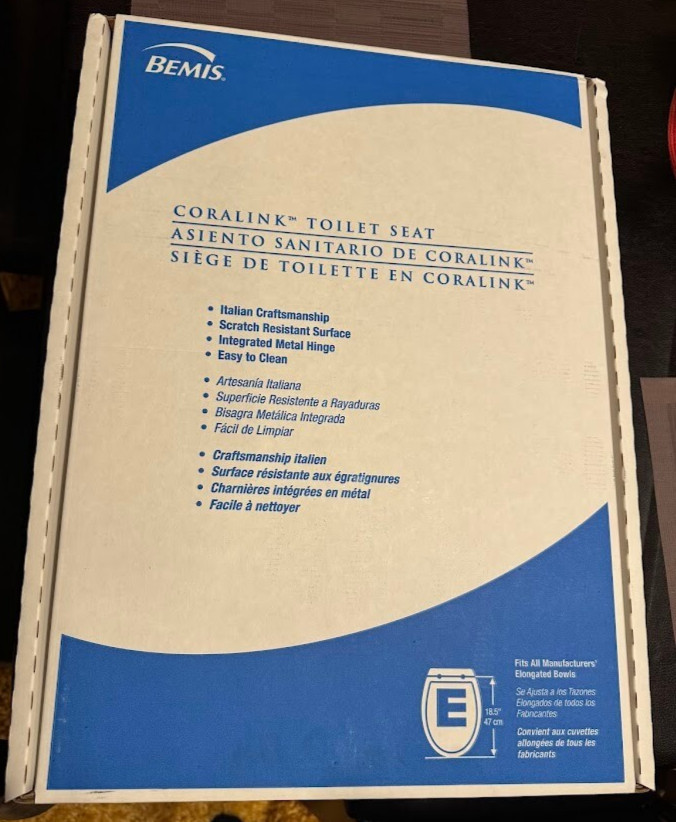 BEMIS®
CORALINK™ TOILET SEAT
ASIENTO SANITARIO DE CORALINK™
SIÈGE DE TOILETTE EN CORALINK™
• Italian Craftsmanship
• Scratch Resistant Surface
• Integrated Metal Hinge
• Easy to Clean
• Artesanía Italiana
• Superficie Resistente a Rayaduras
• Bisagra Metálica Integrada
• Fácil de Limpiar
• Craftsmanship italien
• Surface résistante aux égratignures
• Charnières intégrées en métal
• Facile à nettoyer
E
18.5"
47 cm
Fits All Manufacturers'
Elongated Bowls
Se Ajusta a los Tazones
Elongados de todos los
Fabricantes
Convient aux cuvettes
allongées de tous les
fabricants